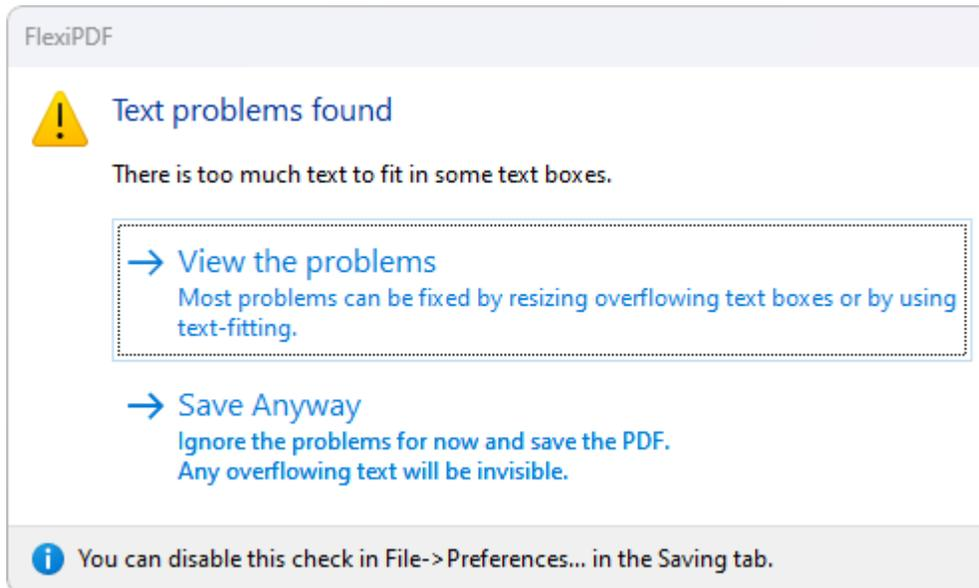 FlexiPDF
Text problems found
There is too much text to fit in some text boxes.
→ View the problems
Most problems can be fixed by resizing overflowing text boxes or by using
text-fitting.
→ Save Anyway
Ignore the problems for now and save the PDF.
Any overflowing text will be invisible.
You can disable this check in File->Preferences... in the Saving tab.